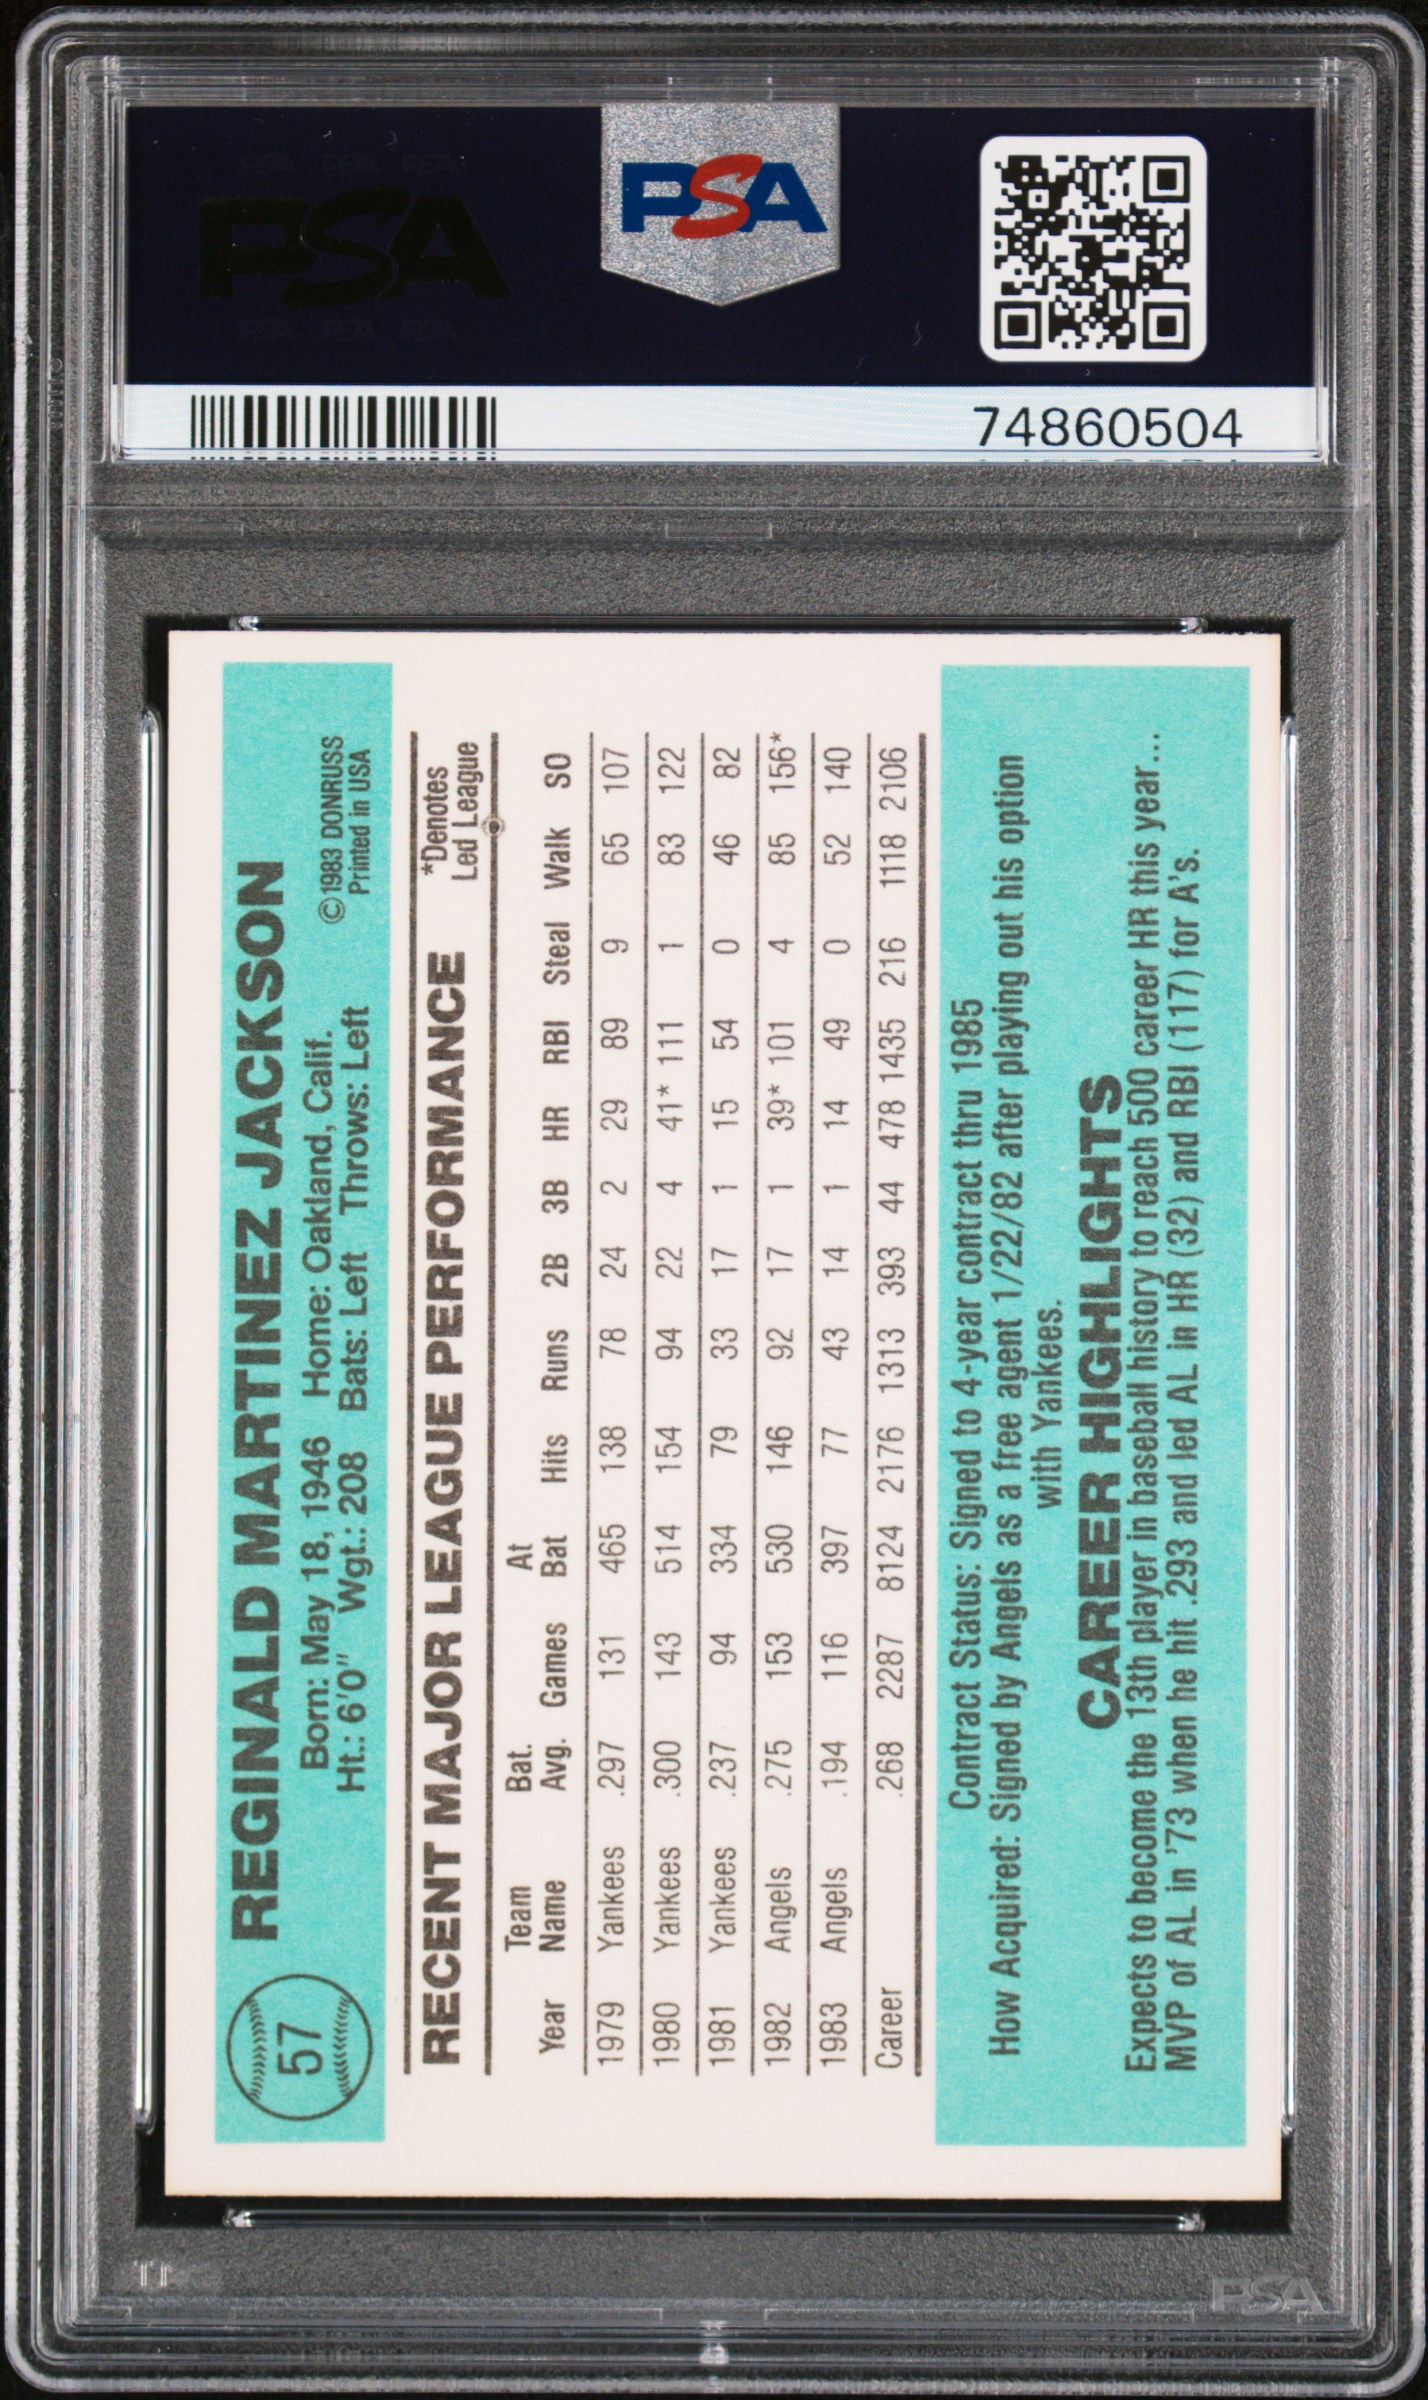 PSA
PSA
74860504
57
REGINALD MARTINEZ JACKSON
Born: May 18, 1946 Home: Oakland, Calif.
Ht.: 6'0" Wgt.: 208 Bats: Left Throws: Left
©1983 DONRUSS
Printed in USA
RECENT MAJOR LEAGUE PERFORMANCE
*Denotes
Led League
Year Team Name Bat. Avg. Games At Bat Hits Runs 2B 3B HR RBI Steal Walk SO
1979 Yankees .297 131 465 138 78 24 2 29 89 9 65 107
1980 Yankees .300 143 514 154 94 22 4 41* 111 1 83 122
1981 Yankees .237 94 334 79 33 17 1 15 54 0 46 82
1982 Angels .275 153 530 146 92 17 1 39* 101 4 85 156*
1983 Angels .194 116 397 77 43 14 1 14 49 0 52 140
Career .268 2287 8124 2176 1313 393 44 478 1435 216 1118 2106
Contract Status: Signed to 4-year contract thru 1985
How Acquired: Signed by Angels as a free agent 1/22/82 after playing out his option
with Yankees.
CAREER HIGHLIGHTS
Expects to become the 13th player in baseball history to reach 500 career HR this year...
MVP of AL in '73 when he hit .293 and led AL in HR (32) and RBI (117) for A's.
PSA